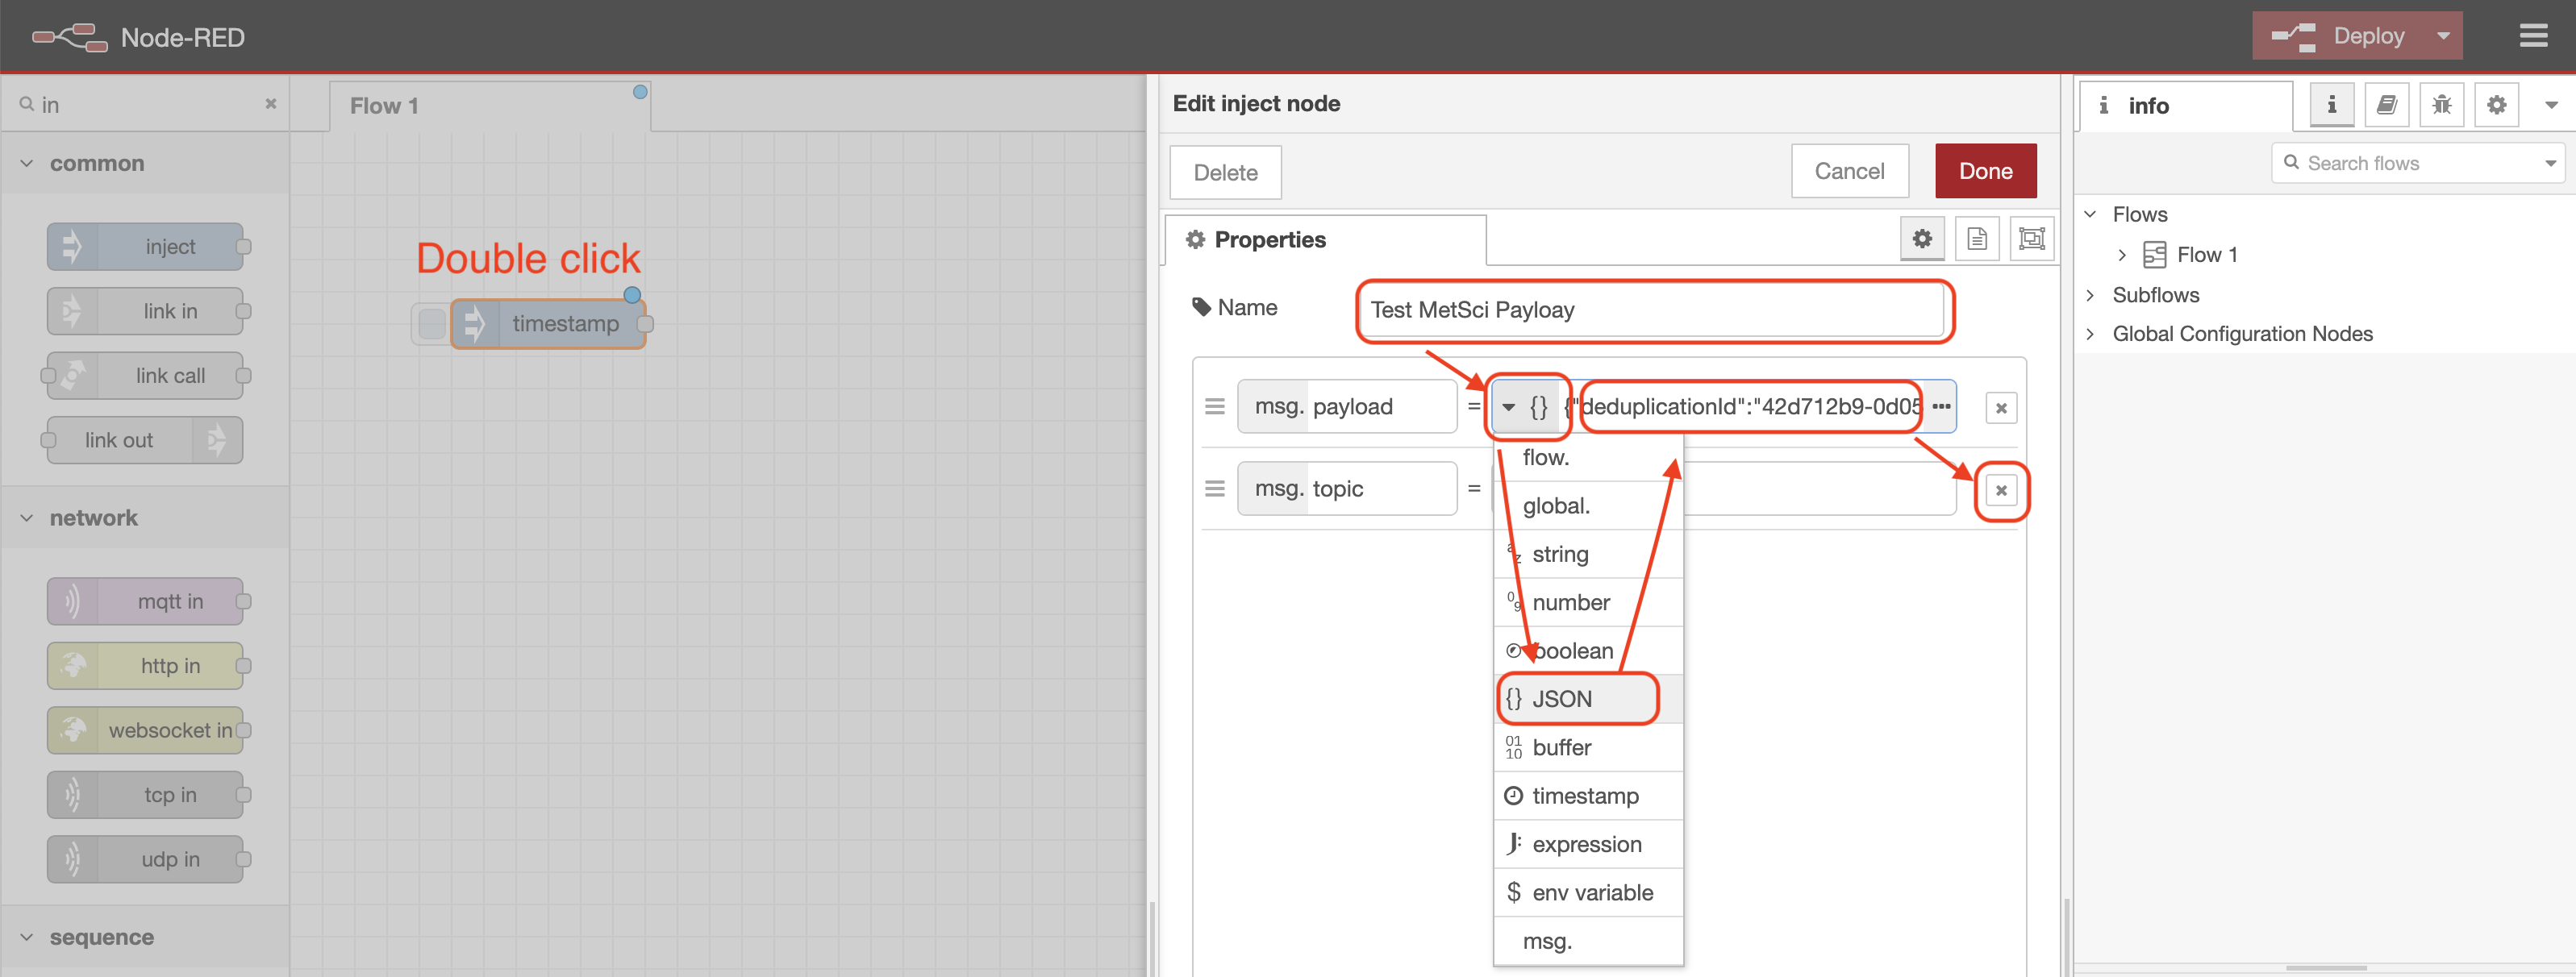 Node-RED
Deploy
in
Flow 1
common
inject
link in
link call
link out
network
mqtt in
http in
websocket in
tcp in
udp in
sequence
Double click
timestamp
Edit inject node
Delete
Cancel
Done
Properties
Name
Test MetSci Payloay
msg. payload = {} {"deduplicationId":"42d712b9-0d05 •••
msg. topic =
flow.
global.
string
number
boolean
{} JSON
buffer
timestamp
J: expression
$ env variable
msg.
i info
Search flows
Flows
Flow 1
Subflows
Global Configuration Nodes